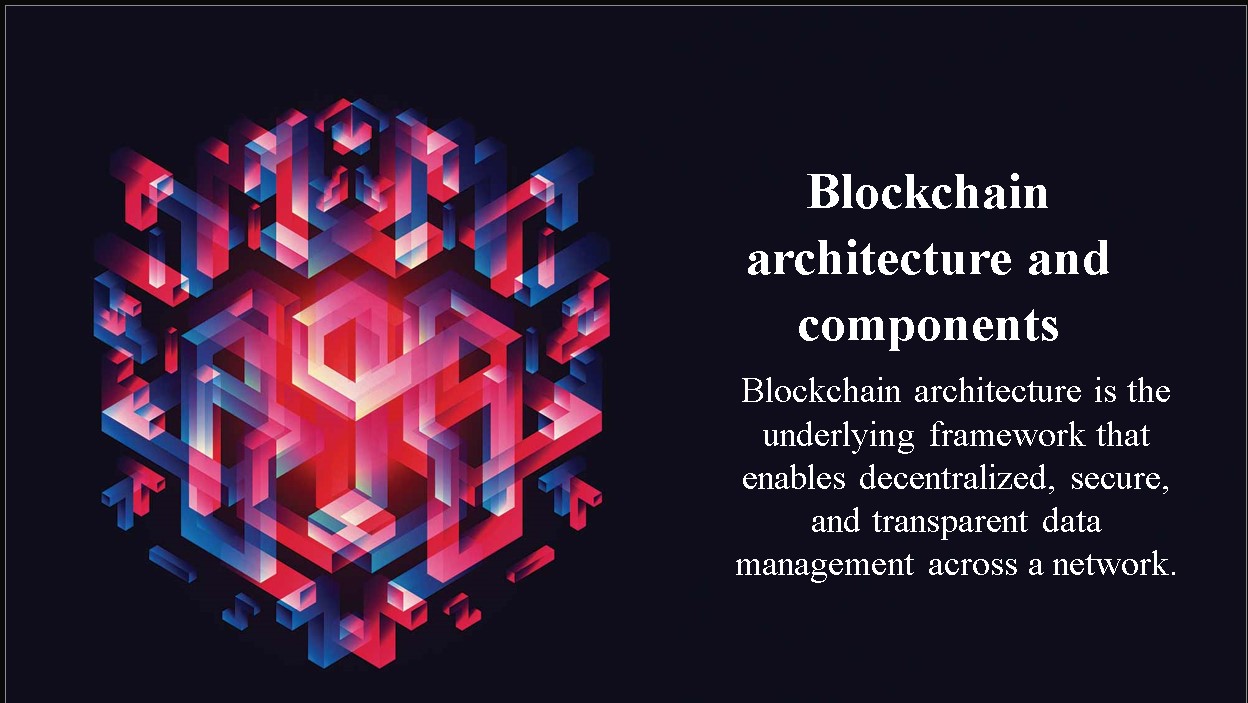 Blockchain
architecture and
components
Blockchain architecture is the
underlying framework that
enables decentralized, secure,
and transparent data
management across a network.